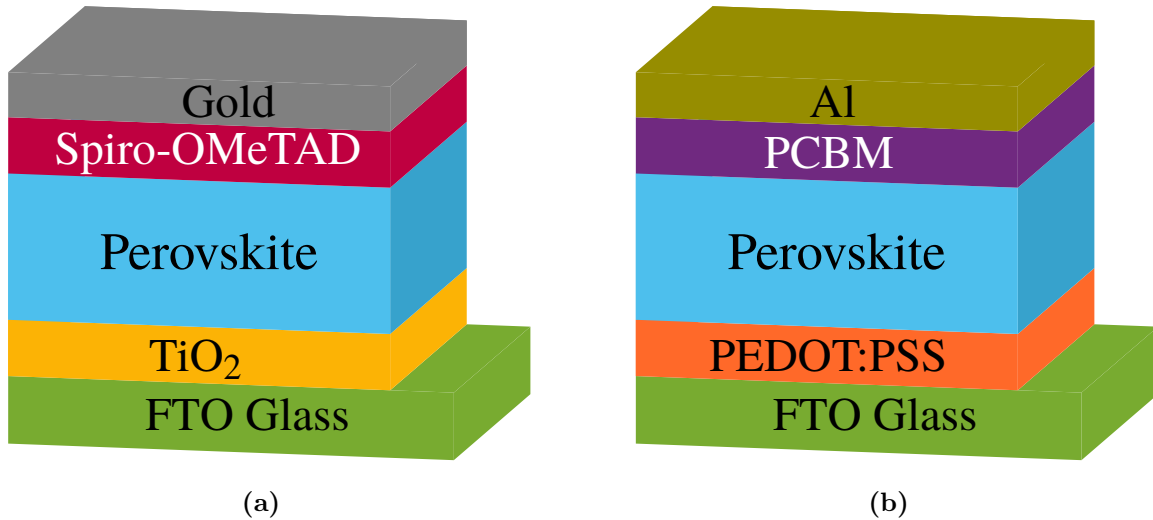 Gold
Spiro-OMeTAD
Perovskite
TiO₂
FTO Glass
(a)
Al
PCBM
Perovskite
PEDOT:PSS
FTO Glass
(b)